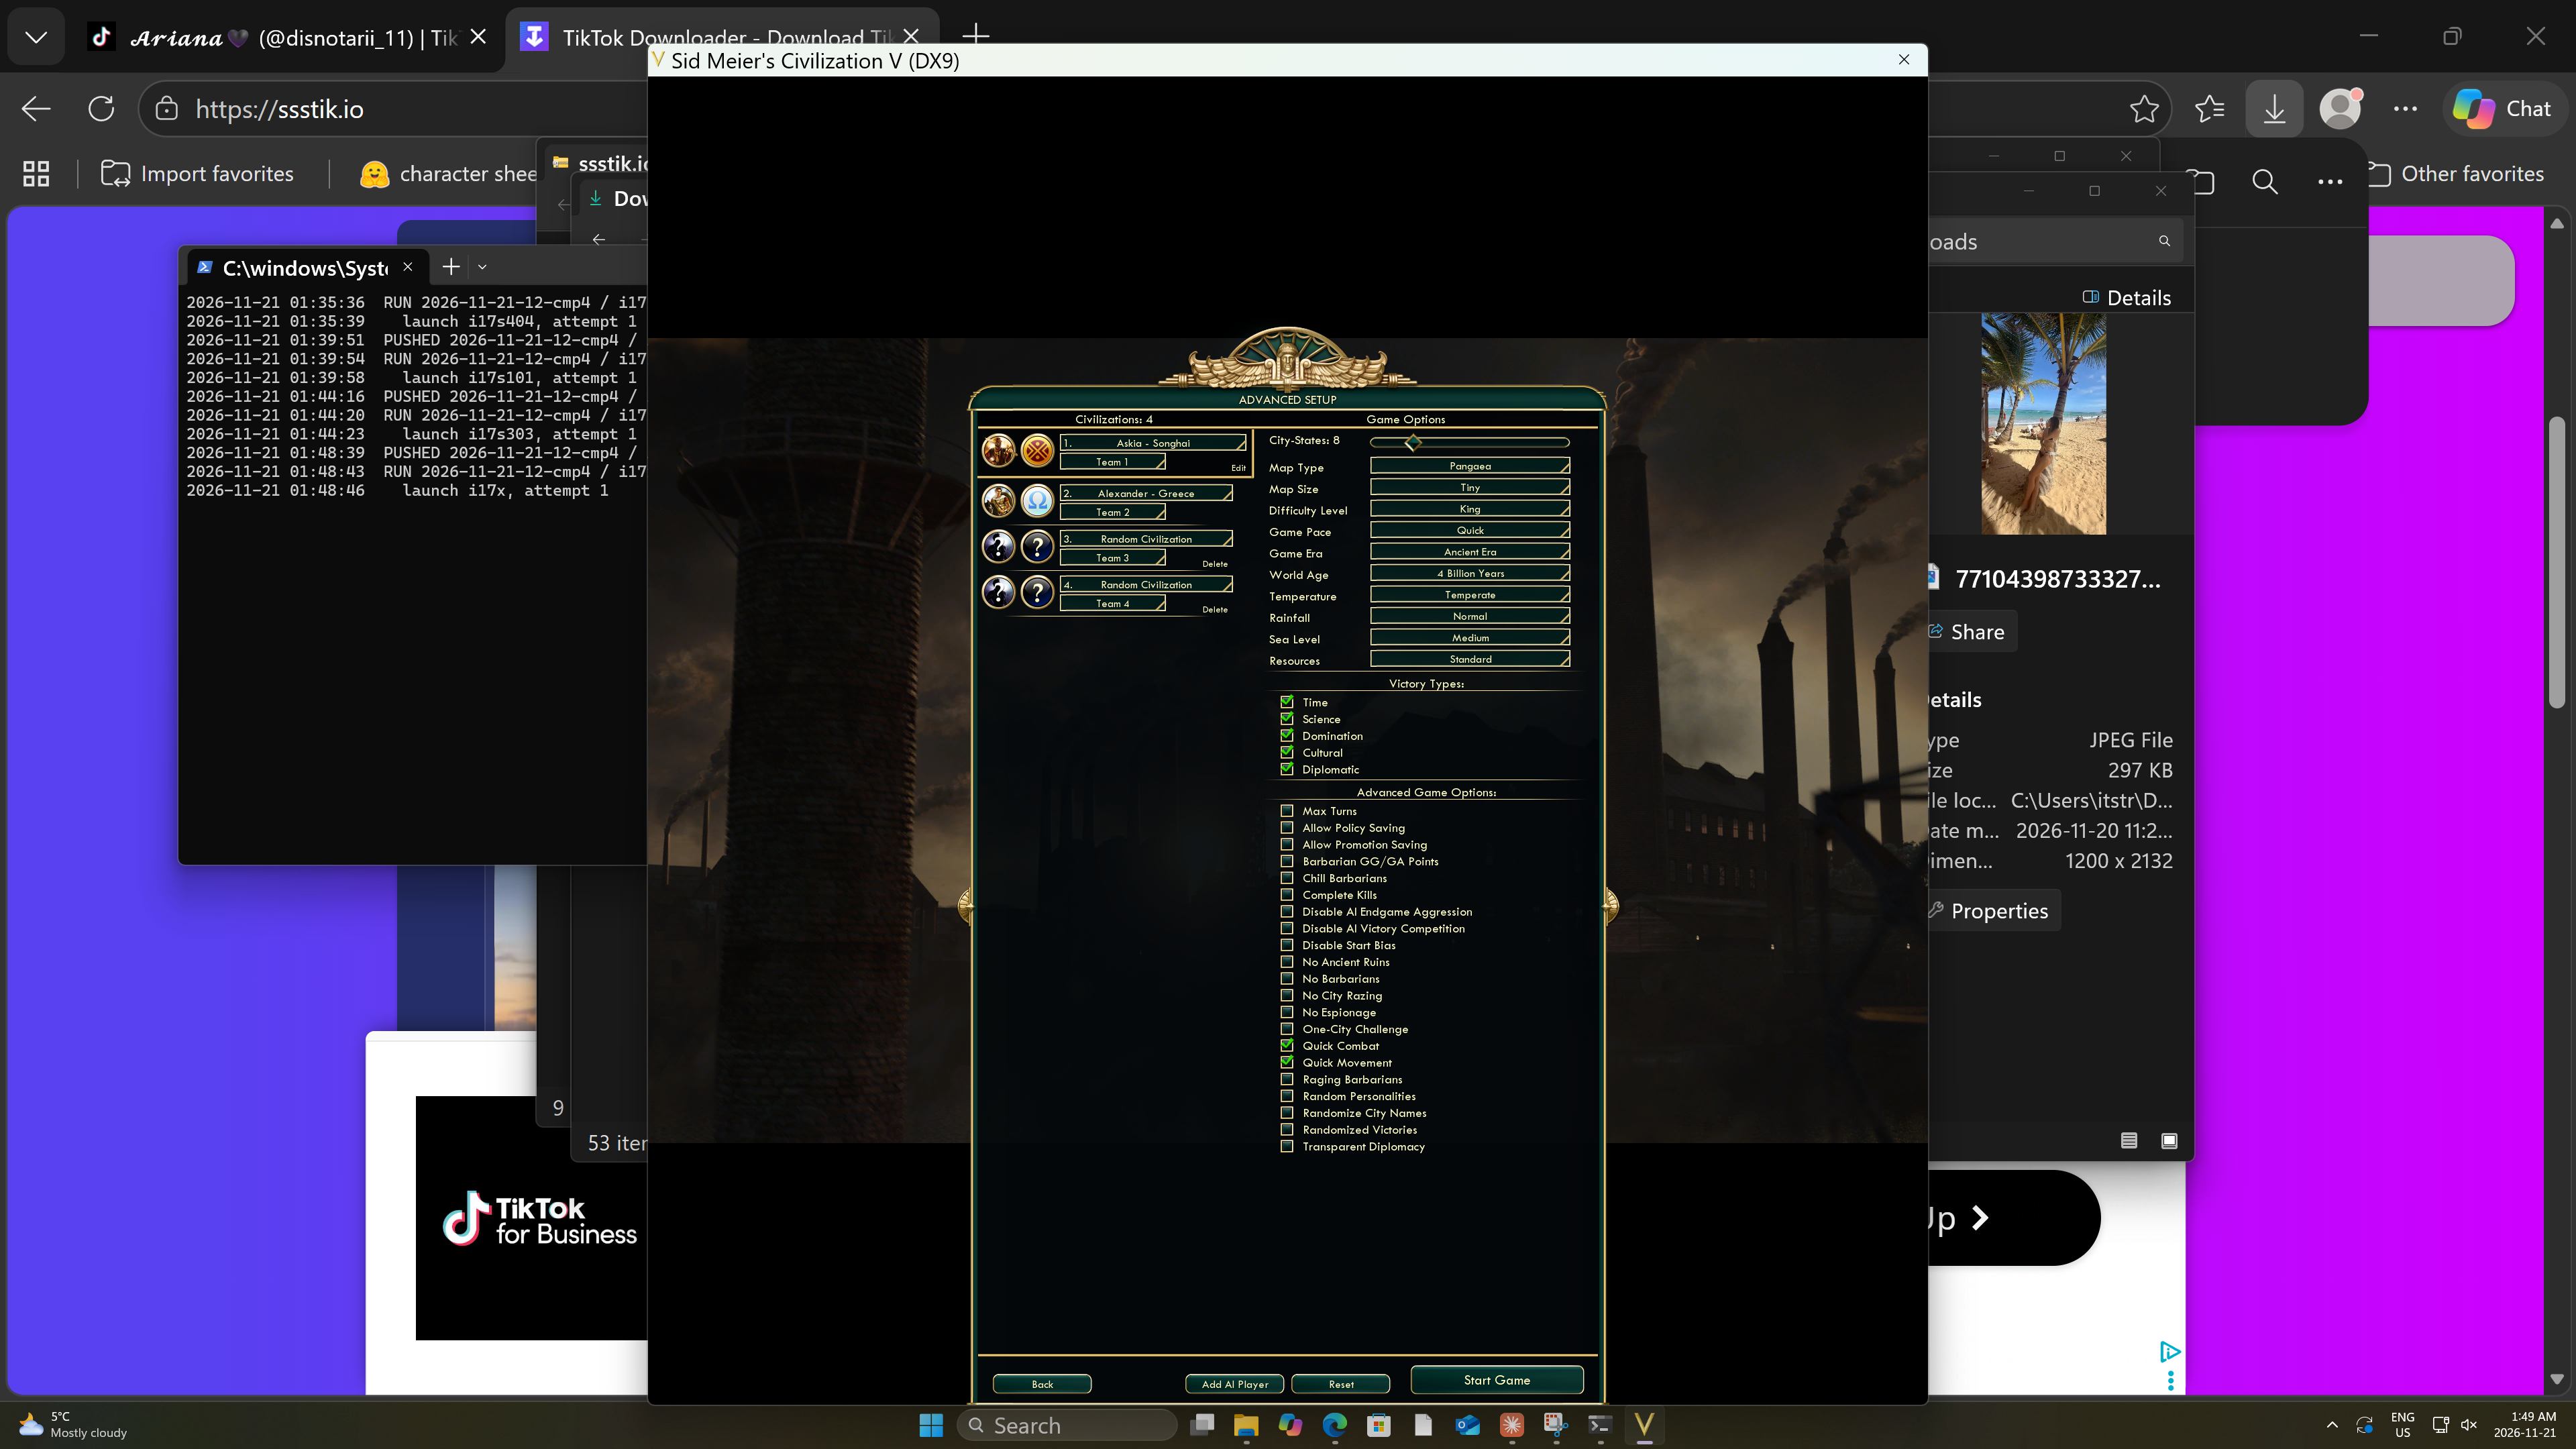 𝓐𝓻𝓲𝓪𝓷𝓪🖤 (@disnotarii_11) | Tik
TikTok Downloader - Download Tik
https://ssstik.io
Chat
Import favorites
character shee
Other favorites
ssstik.io
Dow
oads
Details
C:\windows\Syst
2026-11-21 01:35:36 RUN 2026-11-21-12-cmp4 / i17
2026-11-21 01:35:39 launch i17s404, attempt 1
2026-11-21 01:39:51 PUSHED 2026-11-21-12-cmp4 /
2026-11-21 01:39:54 RUN 2026-11-21-12-cmp4 / i17
2026-11-21 01:39:58 launch i17s101, attempt 1
2026-11-21 01:44:16 PUSHED 2026-11-21-12-cmp4 /
2026-11-21 01:44:20 RUN 2026-11-21-12-cmp4 / i17
2026-11-21 01:44:23 launch i17s303, attempt 1
2026-11-21 01:48:39 PUSHED 2026-11-21-12-cmp4 /
2026-11-21 01:48:43 RUN 2026-11-21-12-cmp4 / i17
2026-11-21 01:48:46 launch i17x, attempt 1
9
53 iter
TikTok
for Business
Sid Meier's Civilization V (DX9)
ADVANCED SETUP
Civilizations: 4
1. Askia - Songhai
Team 1
Edit
2. Alexander - Greece
Team 2
3. Random Civilization
Team 3
Delete
4. Random Civilization
Team 4
Delete
Game Options
City-States: 8
Map Type Pangaea
Map Size Tiny
Difficulty Level King
Game Pace Quick
Game Era Ancient Era
World Age 4 Billion Years
Temperature Temperate
Rainfall Normal
Sea Level Medium
Resources Standard
Victory Types:
Time
Science
Domination
Cultural
Diplomatic
Advanced Game Options:
Max Turns
Allow Policy Saving
Allow Promotion Saving
Barbarian GG/GA Points
Chill Barbarians
Complete Kills
Disable AI Endgame Aggression
Disable AI Victory Competition
Disable Start Bias
No Ancient Ruins
No Barbarians
No City Razing
No Espionage
One-City Challenge
Quick Combat
Quick Movement
Raging Barbarians
Random Personalities
Randomize City Names
Randomized Victories
Transparent Diplomacy
Back
Add AI Player
Reset
Start Game
77104398733327...
Share
etails
ype JPEG File
ize 297 KB
ile loc... C:\Users\itstr\D...
ate m... 2026-11-20 11:2...
imen... 1200 x 2132
Properties
Up
5°C
Mostly cloudy
Search
ENG
US
1:49 AM
2026-11-21